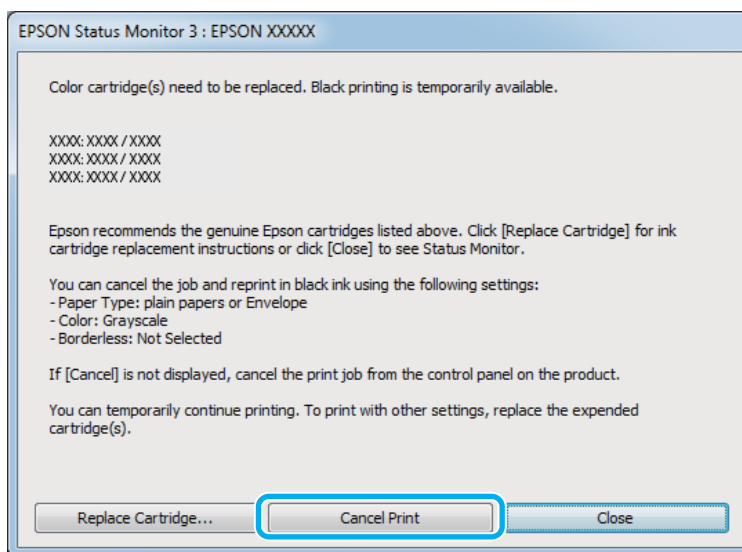 EPSON Status Monitor 3 : EPSON XXXXX
Color cartridge(s) need to be replaced. Black printing is temporarily available.
XXXX: XXXX / XXXX
XXXX: XXXX / XXXX
XXXX: XXXX / XXXX
Epson recommends the genuine Epson cartridges listed above. Click [Replace Cartridge] for ink
cartridge replacement instructions or click [Close] to see Status Monitor.
You can cancel the job and reprint in black ink using the following settings:
- Paper Type: plain papers or Envelope
- Color: Grayscale
- Borderless: Not Selected
If [Cancel] is not displayed, cancel the print job from the control panel on the product.
You can temporarily continue printing. To print with other settings, replace the expended
cartridge(s).
Replace Cartridge... Cancel Print Close